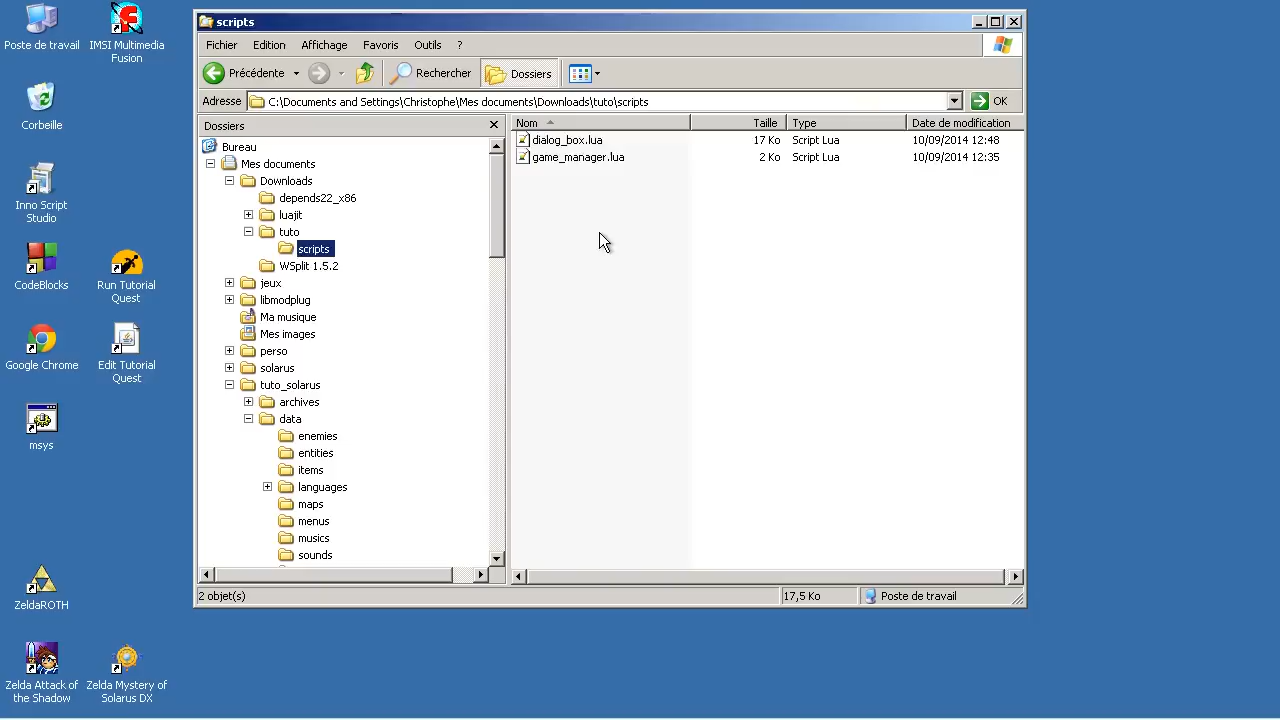 Poste de travail
IMSI Multimedia
Fusion
Corbeille
Inno Script
Studio
CodeBlocks
Run Tutorial
Quest
Google Chrome
Edit Tutorial
Quest
msys
ZeldaROTH
Zelda Attack of
the Shadow
Zelda Mystery of
Solarus DX
scripts
Fichier Edition Affichage Favoris Outils ?
Précédente Rechercher Dossiers
Adresse C:\Documents and Settings\Christophe\Mes documents\Downloads\tuto\scripts OK
Dossiers
Bureau
Mes documents
Downloads
depends22_x86
luajit
tuto
scripts
WSplit 1.5.2
jeux
libmodplug
Ma musique
Mes images
perso
solarus
tuto_solarus
archives
data
enemies
entities
items
languages
maps
menus
musics
sounds
Nom Taille Type Date de modification
dialog_box.lua 17 Ko Script Lua 10/09/2014 12:48
game_manager.lua 2 Ko Script Lua 10/09/2014 12:35
2 objet(s) 17,5 Ko Poste de travail